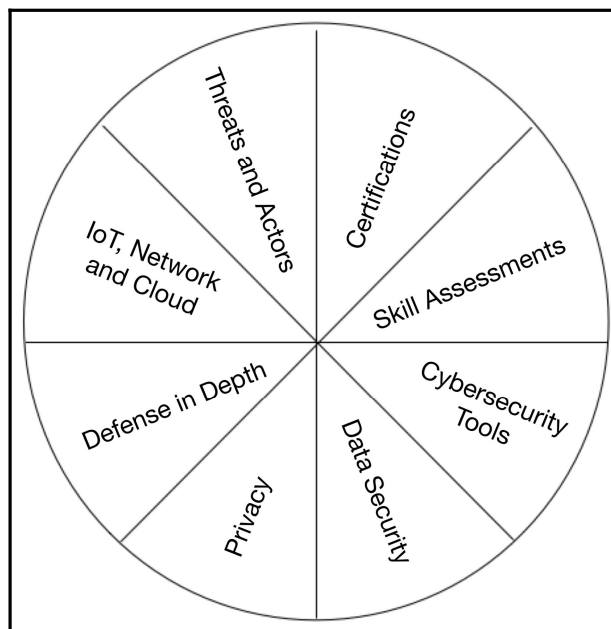 Threats and Actors
Certifications
IoT, Network
and Cloud
Skill Assessments
Defense in Depth
Cybersecurity
Tools
Privacy
Data Security